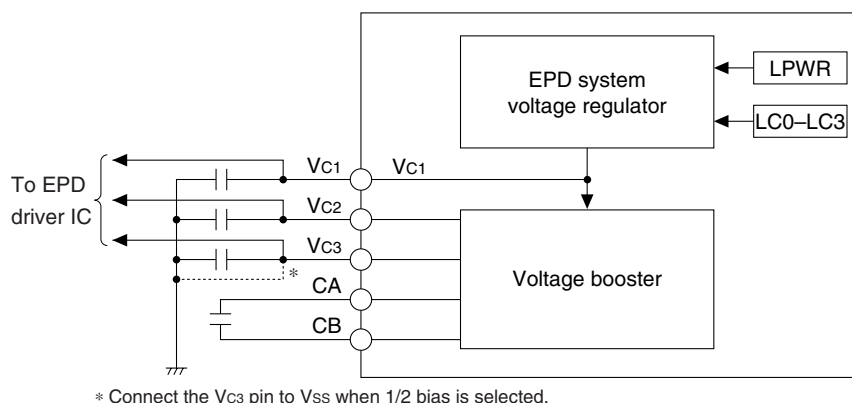 EPD system
voltage regulator
LPWR
LC0–LC3
To EPD
driver IC
VC1
VC1
VC2
VC3
*
CA
CB
Voltage booster
* Connect the VC3 pin to VSS when 1/2 bias is selected.